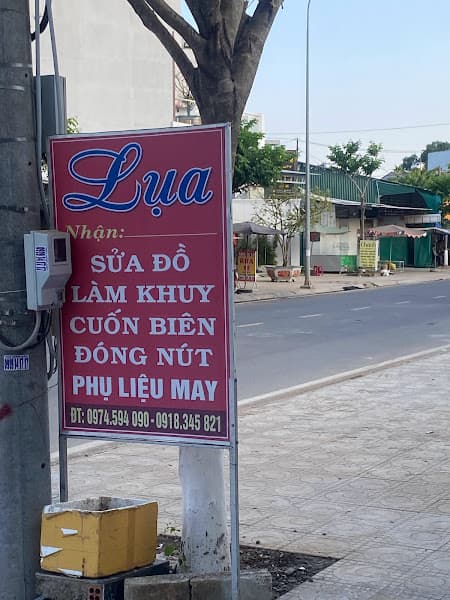 Lụa
Nhận:
SỬA ĐỒ
LÀM KHUY
CUỐN BIÊN
ĐÓNG NÚT
PHỤ LIỆU MAY
ĐT: 0974.594 090 - 0918.345 821